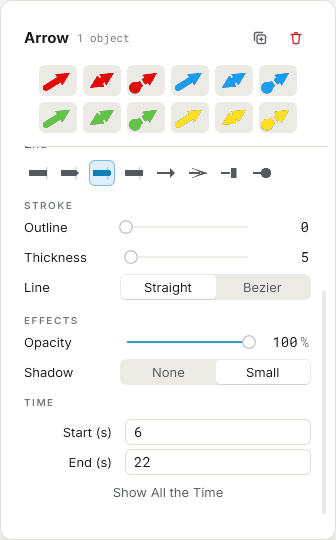 Arrow 1 object
STROKE
Outline 0
Thickness 5
Line Straight Bezier
EFFECTS
Opacity 100 %
Shadow None Small
TIME
Start (s) 6
End (s) 22
Show All the Time